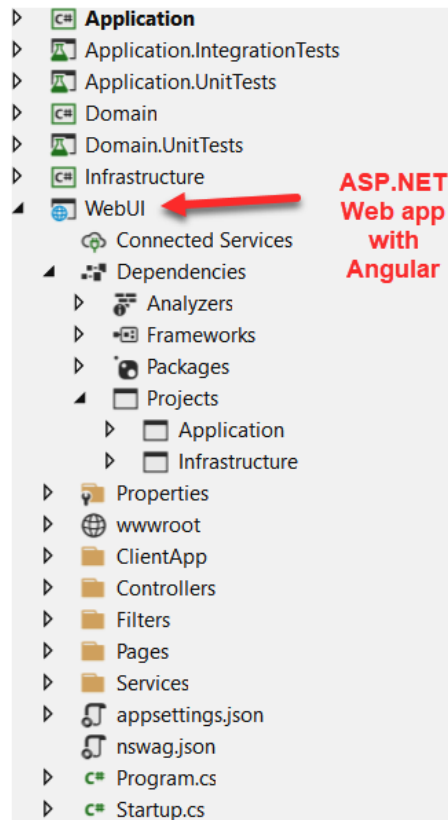 Application
Application.IntegrationTests
Application.UnitTests
Domain
Domain.UnitTests
Infrastructure
WebUI
Connected Services
Dependencies
Analyzers
Frameworks
Packages
Projects
Application
Infrastructure
Properties
wwwroot
ClientApp
Controllers
Filters
Pages
Services
appsettings.json
nswag.json
Program.cs
Startup.cs
ASP.NET
Web app
with
Angular